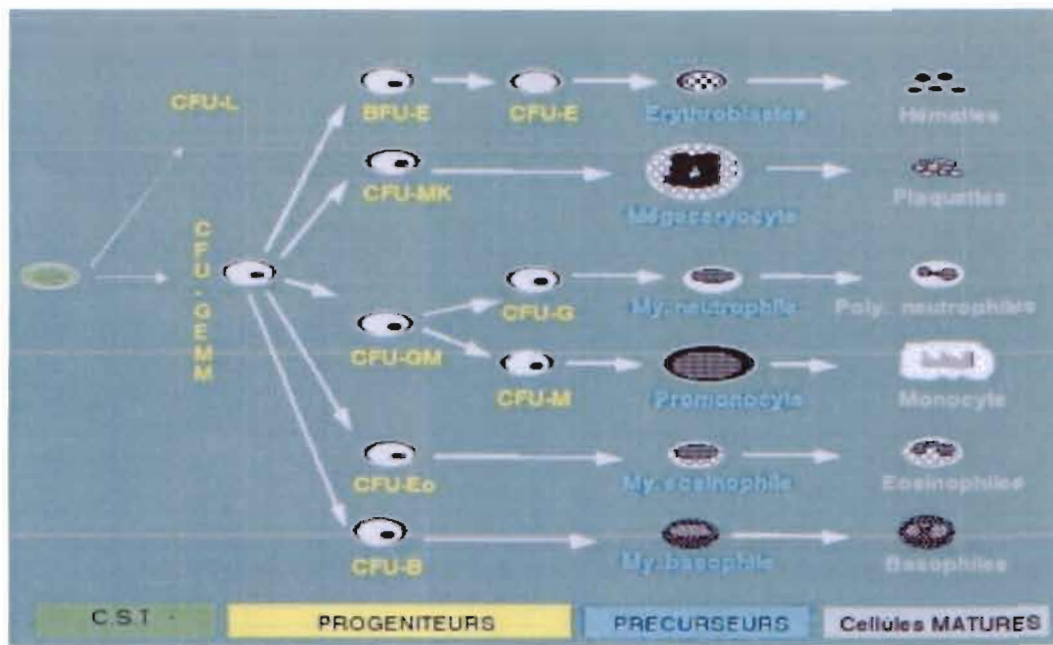 CFU-L
BFU-E
CFU-E
Erythroblastes
Hématies
CFU-MK
Mégacaryocyte
Plaquettes
CFU-GEMM
CFU-GM
CFU-G
My.neutrophile
Poly. neutrophiles
CFU-M
Promonocyte
Monocyte
CFU-Eo
My.eosinophile
Eosinophiles
CFU-B
My.basophile
Basophiles
C.S.T -
PROGENITEURS
PRECURSEURS
Cellules MATURES